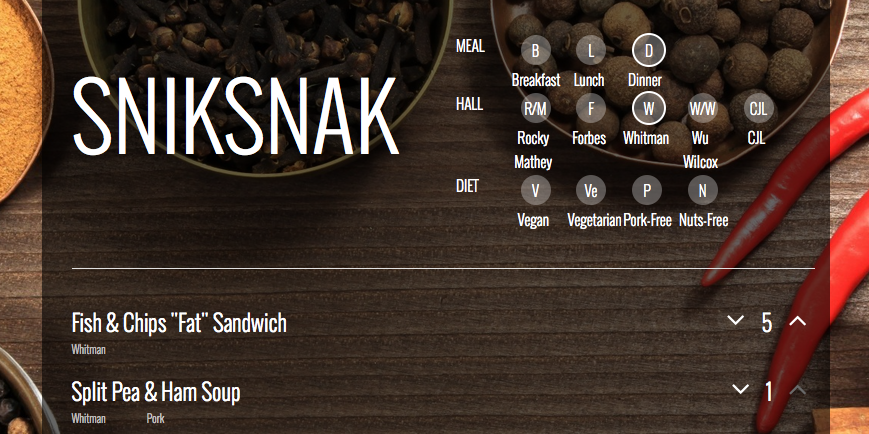 SNIKSNAK
MEAL
B L D
Breakfast Lunch Dinner
HALL
R/M F W W/W CJL
Rocky Forbes Whitman Wu CJL
Mathey Wilcox
DIET
V Ve P N
Vegan Vegetarian Pork-Free Nuts-Free
Fish & Chips "Fat" Sandwich 5
Whitman
Split Pea & Ham Soup 1
Whitman Pork